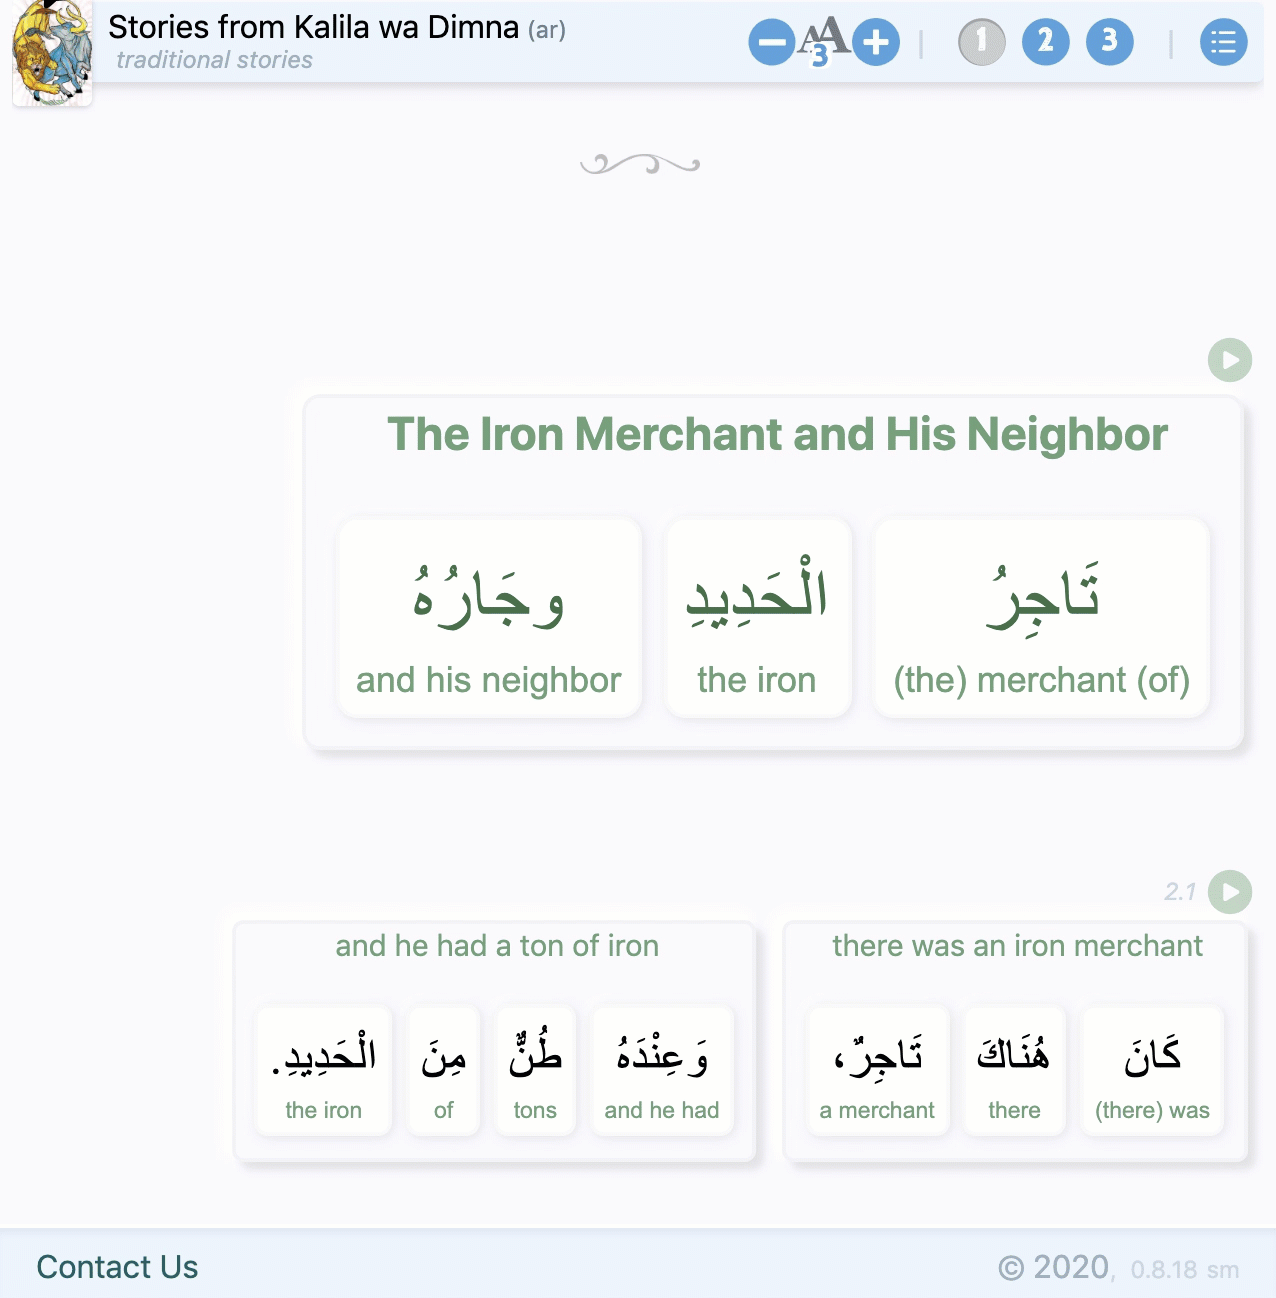 Stories from Kalila wa Dimna (ar)
traditional stories
AA
3
1 2 3
The Iron Merchant and His Neighbor
تَاجِرُ الْحَدِيدِ وجَارُهُ
(the) merchant (of) the iron and his neighbor
2.1
there was an iron merchant
كَانَ هُنَاكَ تَاجِرٌ،
(there) was there a merchant
and he had a ton of iron
وَعِنْدَهُ طُنٌّ مِنَ الْحَدِيدِ.
and he had tons of the iron
Contact Us
© 2020, 0.8.18 sm